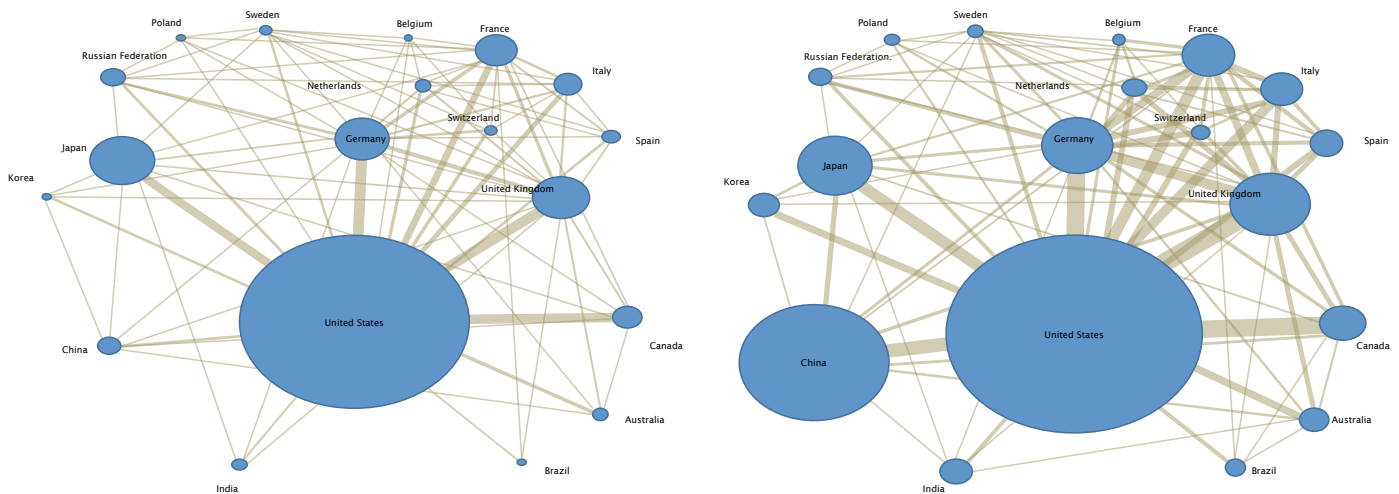 Sweden
Poland
Belgium
France
Russian Federation
Italy
Netherlands
Switzerland
Germany
Spain
Japan
Korea
United Kingdom
United States
China
Canada
Australia
Brazil
India
Sweden
Poland
Belgium
France
Russian Federation.
Italy
Netherlands
Switzerland
Germany
Spain
Japan
Korea
United Kingdom
United States
China
Canada
Australia
Brazil
India